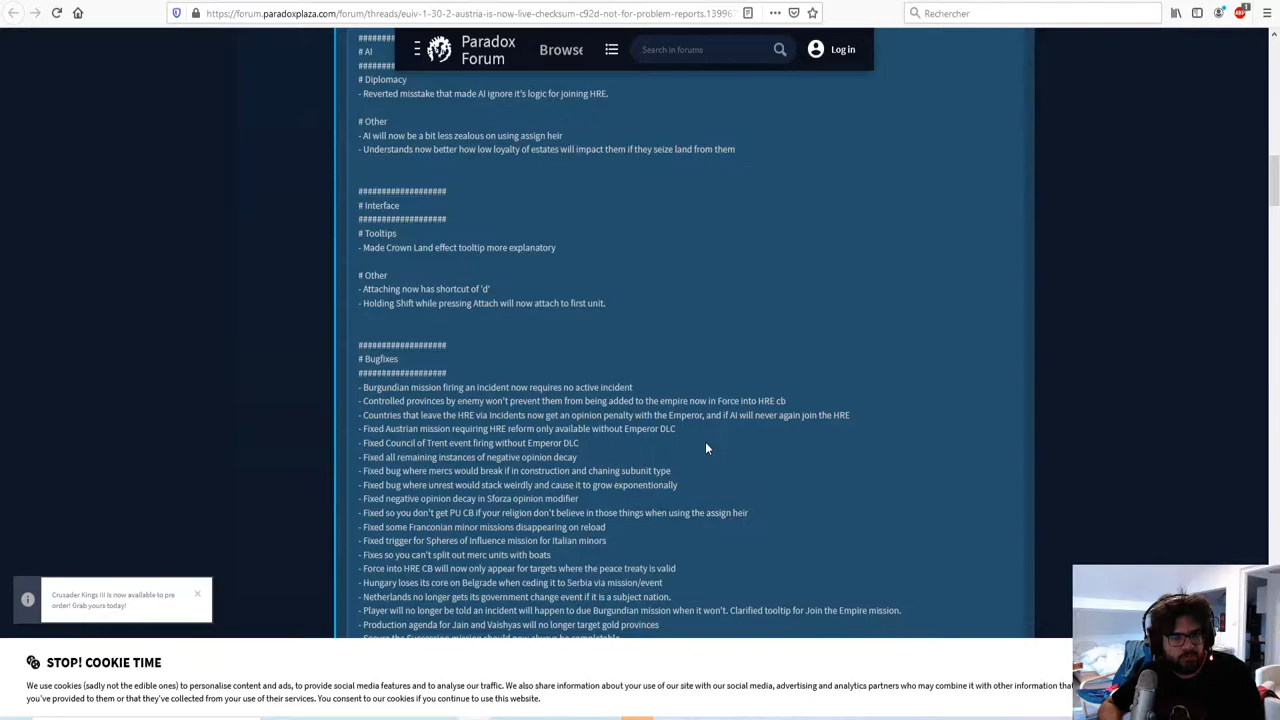 https://forum.paradoxplaza.com/forum/threads/euiv-1-30-2-austria-is-now-live-checksum-c92d-not-for-problem-reports.13996
Rechercher
Paradox Forum
Browse
Search in forums
Log in
########
# AI
########
# Diplomacy
- Reverted misstake that made AI ignore it's logic for joining HRE.
# Other
- AI will now be a bit less zealous on using assign heir
- Understands now better how low loyalty of estates will impact them if they seize land from them
###################
# Interface
###################
# Tooltips
- Made Crown Land effect tooltip more explanatory
# Other
- Attaching now has shortcut of 'd'
- Holding Shift while pressing Attach will now attach to first unit.
###################
# Bugfixes
###################
- Burgundian mission firing an incident now requires no active incident
- Controlled provinces by enemy won't prevent them from being added to the empire now in Force into HRE cb
- Countries that leave the HRE via Incidents now get an opinion penalty with the Emperor, and if AI will never again join the HRE
- Fixed Austrian mission requiring HRE reform only available without Emperor DLC
- Fixed Council of Trent event firing without Emperor DLC
- Fixed all remaining instances of negative opinion decay
- Fixed bug where mercs would break if in construction and chaning subunit type
- Fixed bug where unrest would stack weirdly and cause it to grow exponentially
- Fixed negative opinion decay in Sforza opinion modifier
- Fixed so you don't get PU CB if your religion don't believe in those things when using the assign heir
- Fixed some Franconian minor missions disappearing on reload
- Fixed trigger for Spheres of Influence mission for Italian minors
- Fixes so you can't split out merc units with boats
- Force into HRE CB will now only appear for targets where the peace treaty is valid
- Hungary loses its core on Belgrade when ceding it to Serbia via mission/event
- Netherlands no longer gets its government change event if it is a subject nation.
- Player will no longer be told an incident will happen to due Burgundian mission when it won't. Clarified tooltip for Join the Empire mission.
- Production agenda for Jain and Vaishyas will no longer target gold provinces
- Secure the Succession mission should now always be completable
Crusader Kings III is now available to pre
order! Grab yours today!
STOP! COOKIE TIME
We use cookies (sadly not the edible ones) to personalise content and ads, to provide social media features and to analyse our traffic. We also share information about your use of our site with our social media, advertising and analytics partners who may combine it with other information that
you've provided to them or that they've collected from your use of their services. You consent to our cookies if you continue to use this website.